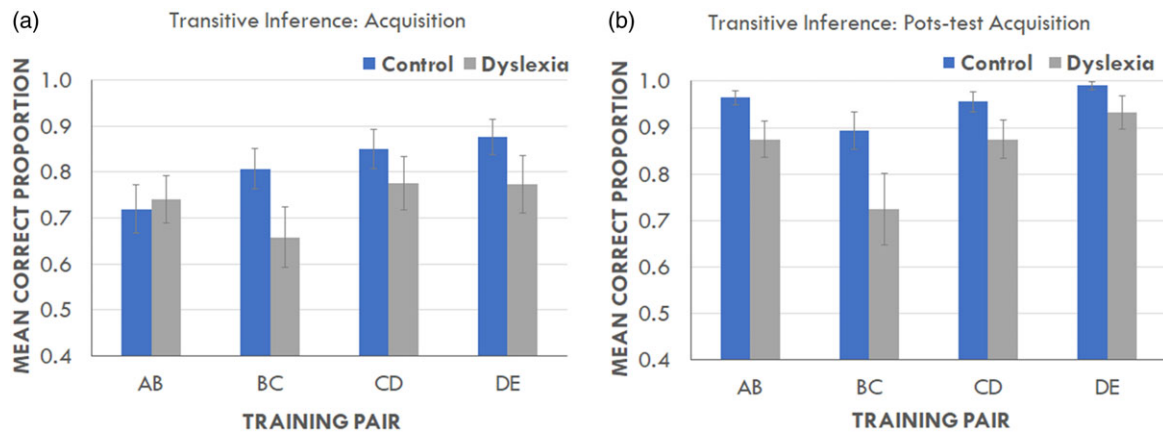 (a) Transitive Inference: Acquisition
Control Dyslexia
MEAN CORRECT PROPORTION
1.0
0.9
0.8
0.7
0.6
0.5
0.4
AB BC CD DE
TRAINING PAIR
(b) Transitive Inference: Pots-test Acquisition
Control Dyslexia
MEAN CORRECT PROPORTION
1.0
0.9
0.8
0.7
0.6
0.5
0.4
AB BC CD DE
TRAINING PAIR